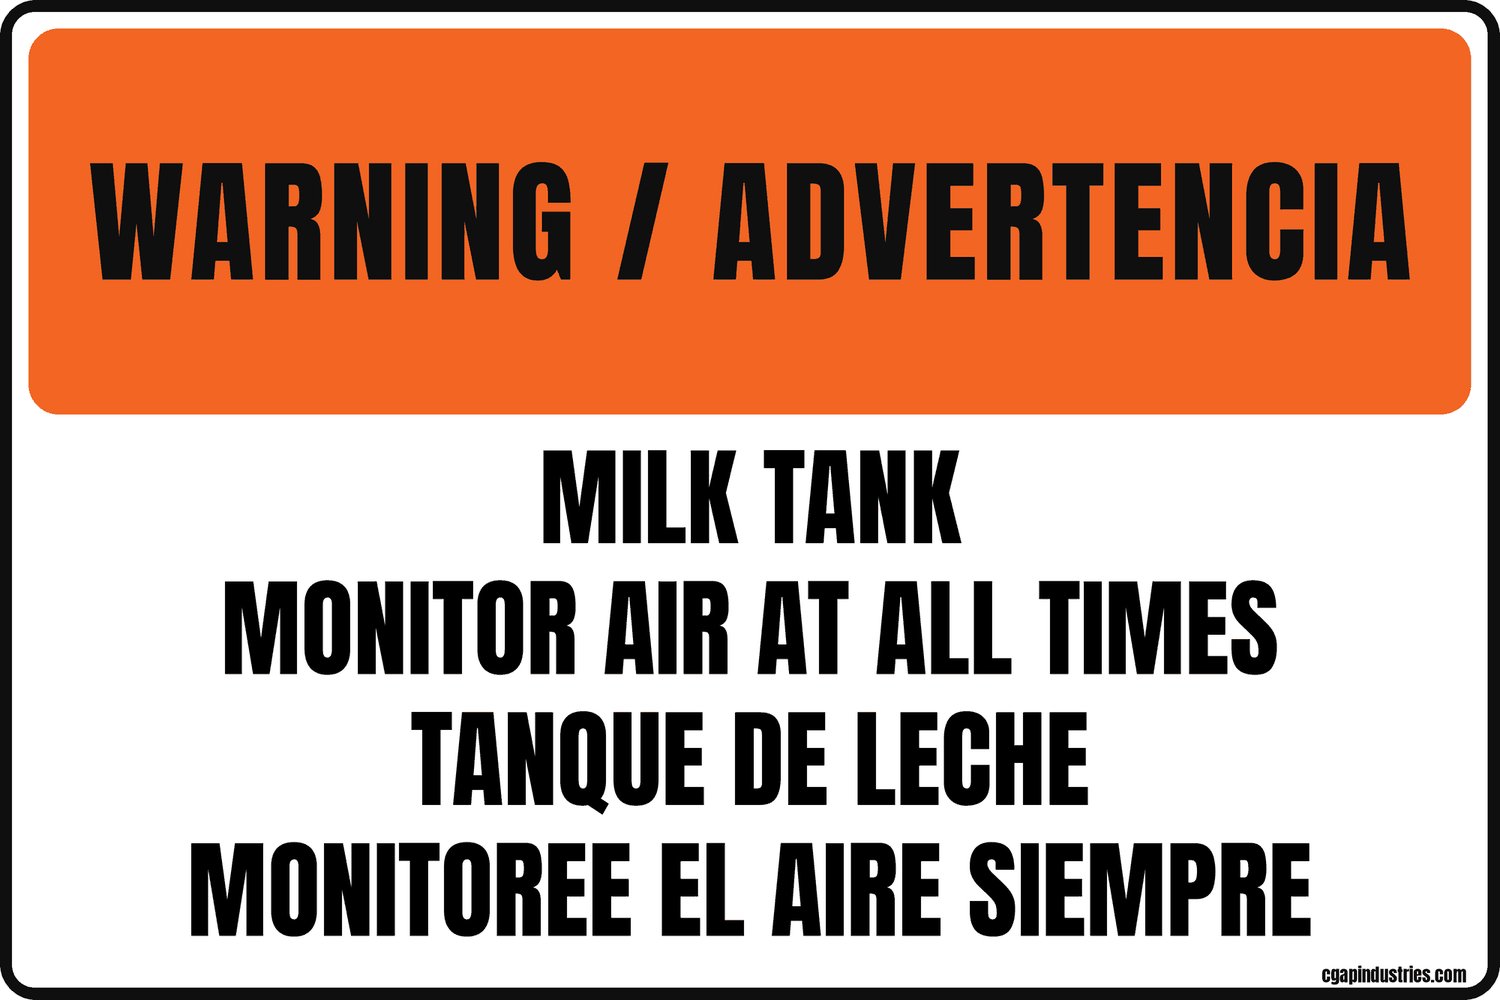 WARNING / ADVERTENCIA
MILK TANK
MONITOR AIR AT ALL TIMES
TANQUE DE LECHE
MONITOREE EL AIRE SIEMPRE
cgapindustries.com